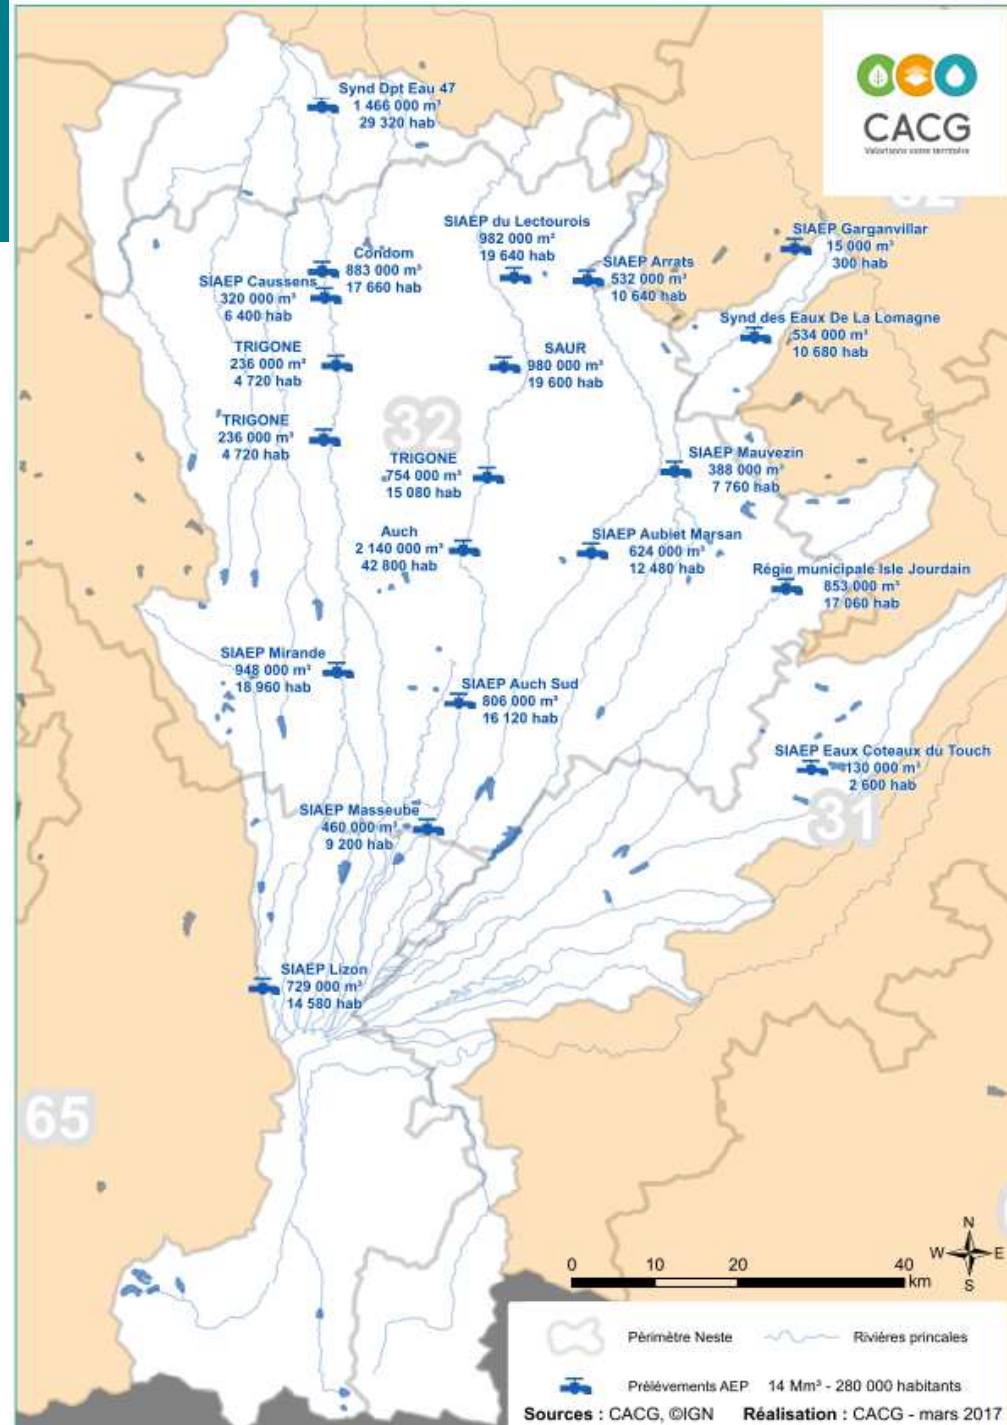 CACG
Valorisons votre territoire
Synd Dpt Eau 47
1 466 000 m³
29 320 hab
SIAEP du Lectourois
982 000 m³
19 640 hab
SIAEP Garganvillar
15 000 m³
300 hab
Condom
883 000 m³
17 660 hab
SIAEP Arrats
532 000 m³
10 640 hab
SIAEP Caussens
320 000 m³
6 400 hab
Synd des Eaux De La Lomagne
534 000 m³
10 680 hab
TRIGONE
236 000 m³
4 720 hab
SAUR
980 000 m³
19 600 hab
32
TRIGONE
236 000 m³
4 720 hab
TRIGONE
754 000 m³
15 080 hab
SIAEP Mauvezin
388 000 m³
7 760 hab
Auch
2 140 000 m³
42 800 hab
SIAEP Aubiet Marsan
624 000 m³
12 480 hab
Régie municipale Isle Jourdain
853 000 m³
17 060 hab
SIAEP Mirande
948 000 m³
18 960 hab
SIAEP Auch Sud
806 000 m³
16 120 hab
SIAEP Eaux Coteaux du Touch
130 000 m³
2 600 hab
31
SIAEP Masseube
460 000 m³
9 200 hab
SIAEP Lizon
729 000 m³
14 580 hab
65
N
W E
S
0 10 20 40
km
Périmètre Neste Rivières princales
Prélèvements AEP 14 Mm³ - 280 000 habitants
Sources : CACG, ©IGN Réalisation : CACG - mars 2017